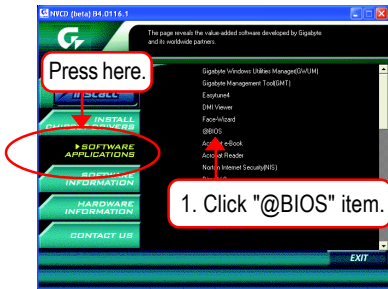 NVCD (beta) B4.0116.1
The page reveals the value-added software developed by Gigabyte
and its worldwide partners.
Press here.
INSTALL
INSTALL
CHIPSET DRIVERS
SOFTWARE
APPLICATIONS
SOFTWARE
INFORMATION
HARDWARE
INFORMATION
CONTACT US
Gigabyte Windows Utilities Manager(GWUM)
Gigabyte Management Tool(GMT)
Easytune4
DMI Viewer
Face-Wizard
@BIOS
Acrobat e-Book
Acrobat Reader
Norton Internet Security(NIS)
1. Click "@BIOS" item.
EXIT